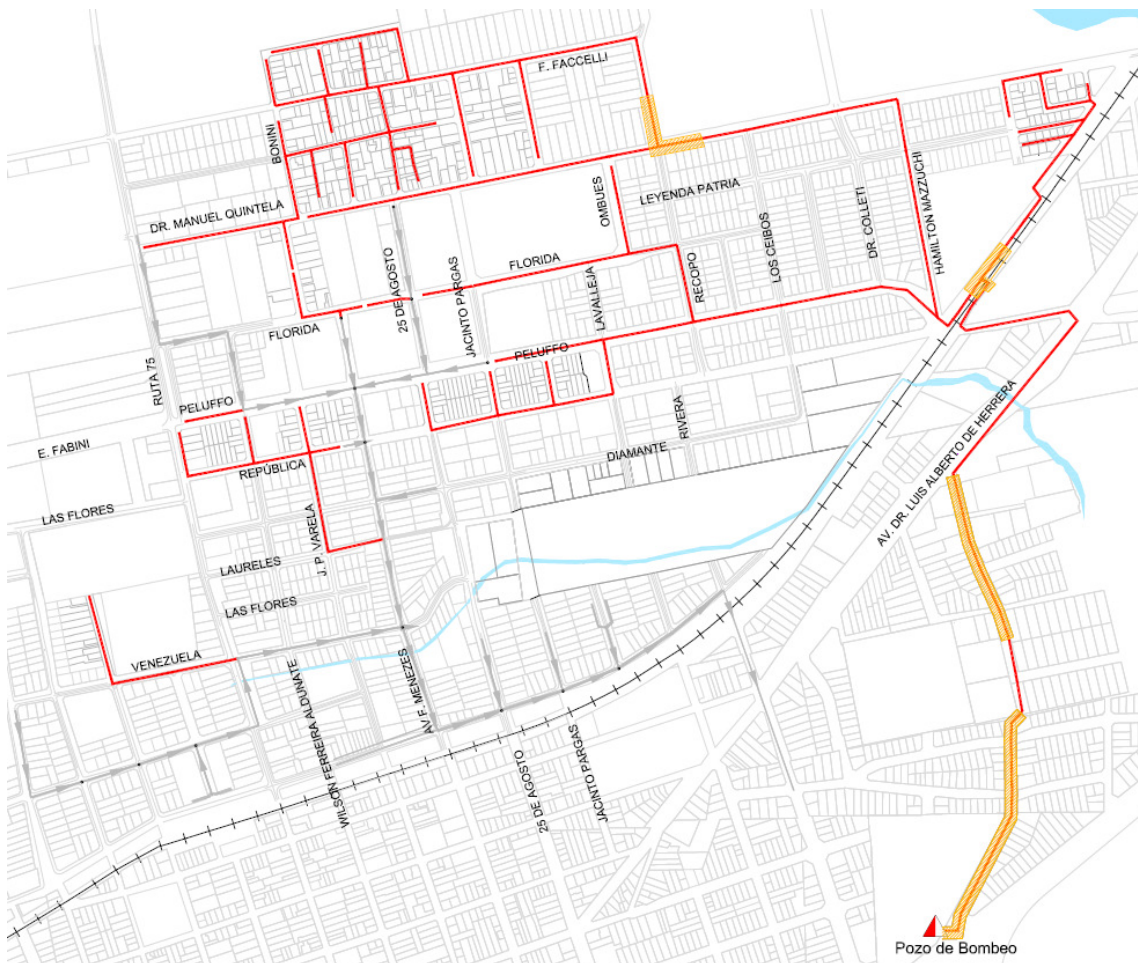 F. FACCELLI
BONINI
DR. MANUEL QUINTELA
LEYENDA PATRIA
OMBUES
HAMILTON MAZZUCHI
DR. COLLETI
LOS CEIBOS
25 DE AGOSTO
FLORIDA
RECOPO
LAVALLEJA
JACINTO PARGAS
FLORIDA
PELUFFO
RUTA 75
PELUFFO
E. FABINI
RIVERA
DIAMANTE
REPÚBLICA
AV. DR. LUIS ALBERTO DE HERRERA
LAS FLORES
J. P. VARELA
LAURELES
LAS FLORES
VENEZUELA
WILSON FERREIRA ALDUNATE
AV. F. MENEZES
25 DE AGOSTO
JACINTO PARGAS
Pozo de Bombeo